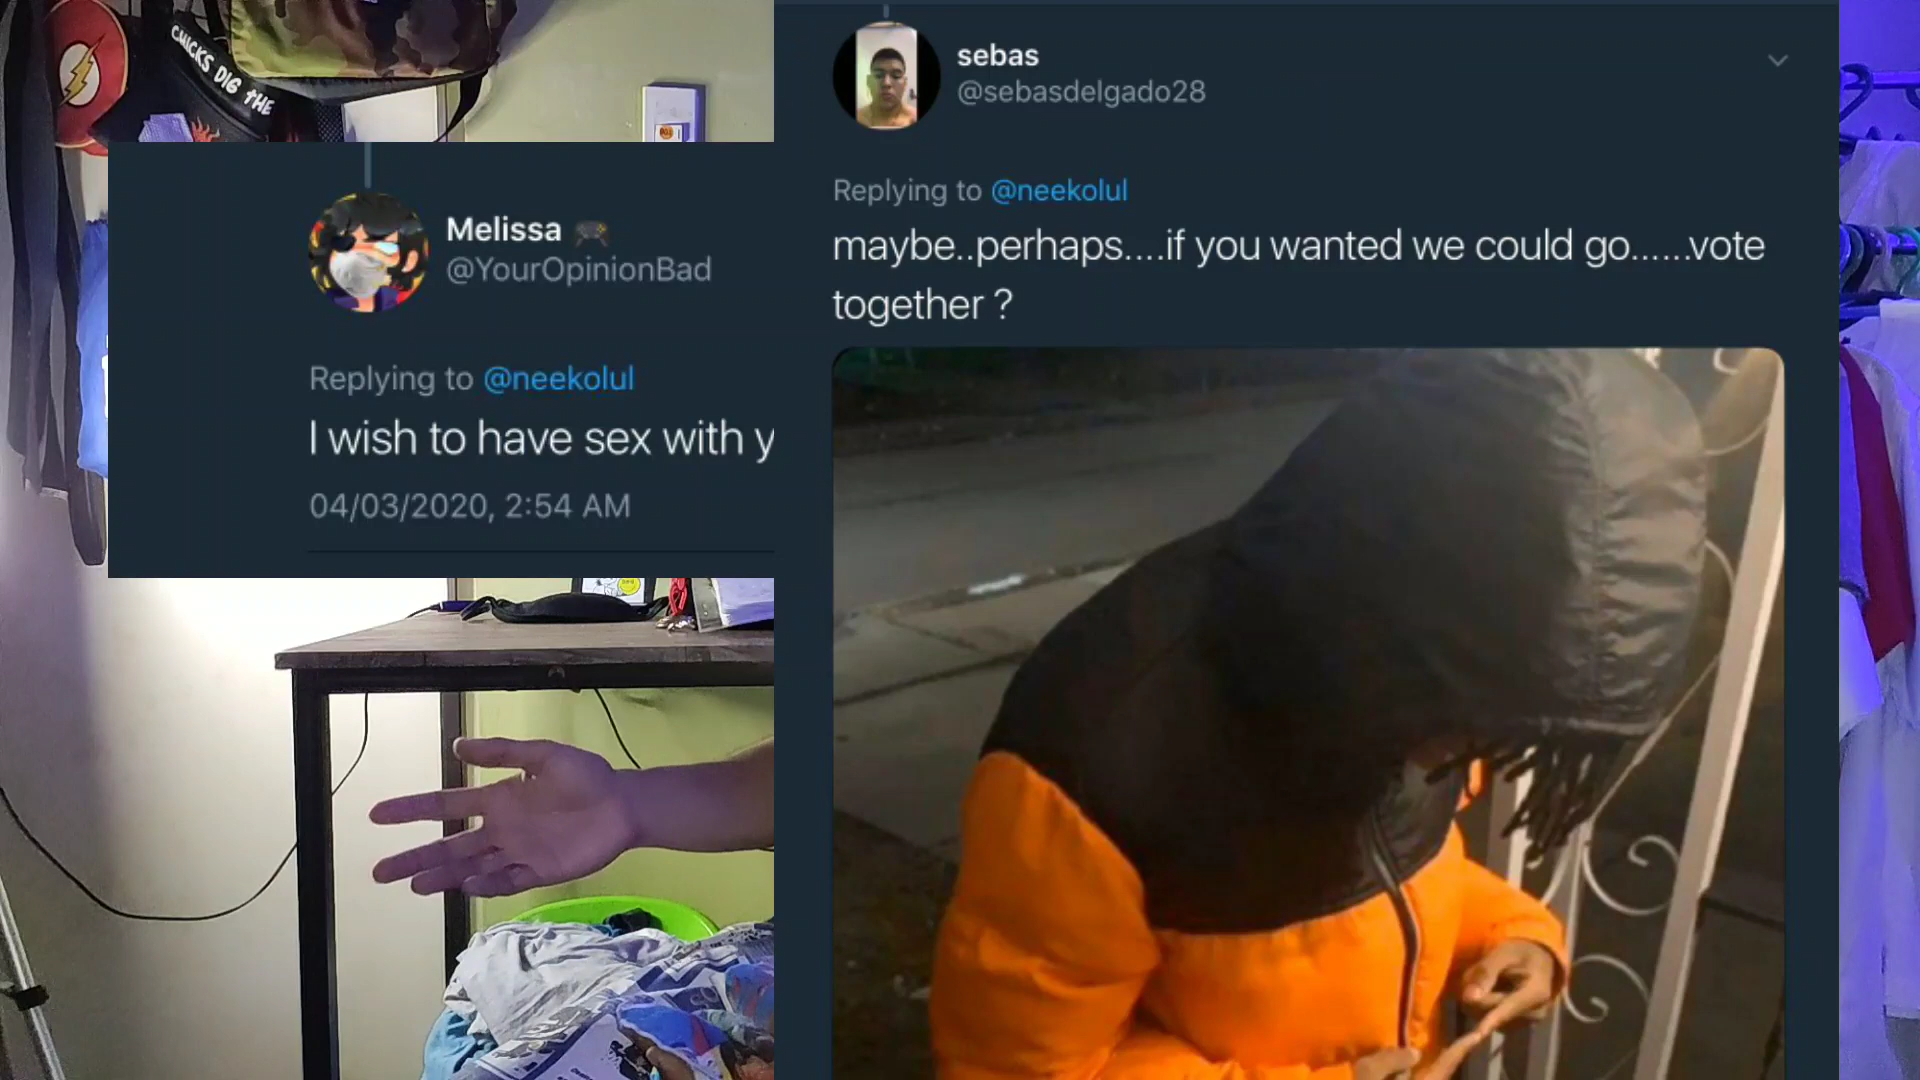 CHICKS DIG THE
Melissa 🎮
@YourOpinionBad
Replying to @neekolul
I wish to have sex with y
04/03/2020, 2:54 AM
sebas
@sebasdelgado28
Replying to @neekolul
maybe..perhaps....if you wanted we could go......vote
together ?